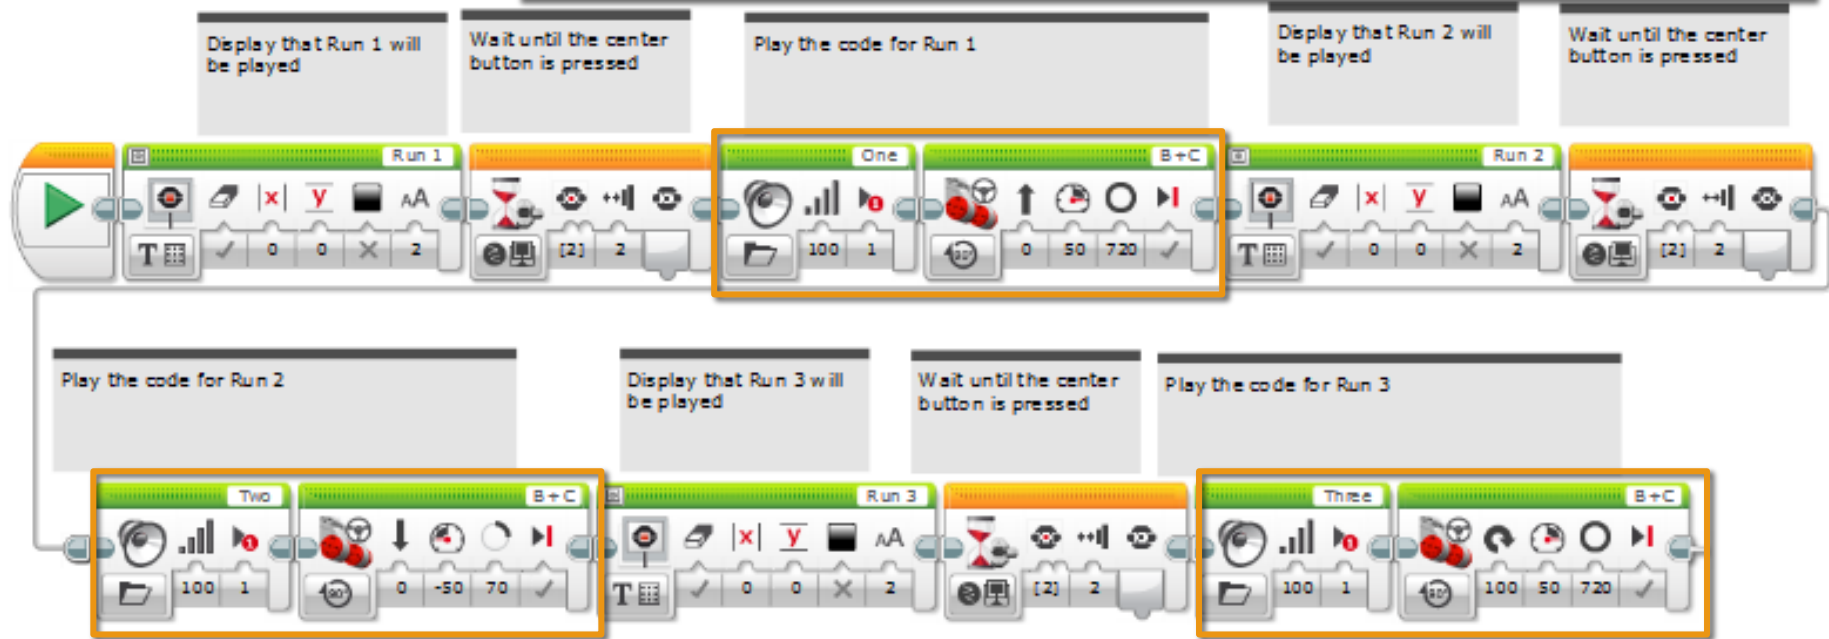 Display that Run 1 will
be played
Wait until the center
button is pressed
Play the code for Run 1
Display that Run 2 will
be played
Wait until the center
button is pressed
Run 1
One
B+C
Run 2
x y AA
x y AA
T 0 0 2
[2] 2
100 1
0 50 720
T 0 0 2
[2] 2
Play the code for Run 2
Display that Run 3 will
be played
Wait until the center
button is pressed
Play the code for Run 3
Two
B+C
Run 3
Three
B+C
x y AA
100 1
0 -50 70
T 0 0 2
[2] 2
100 1
100 50 720